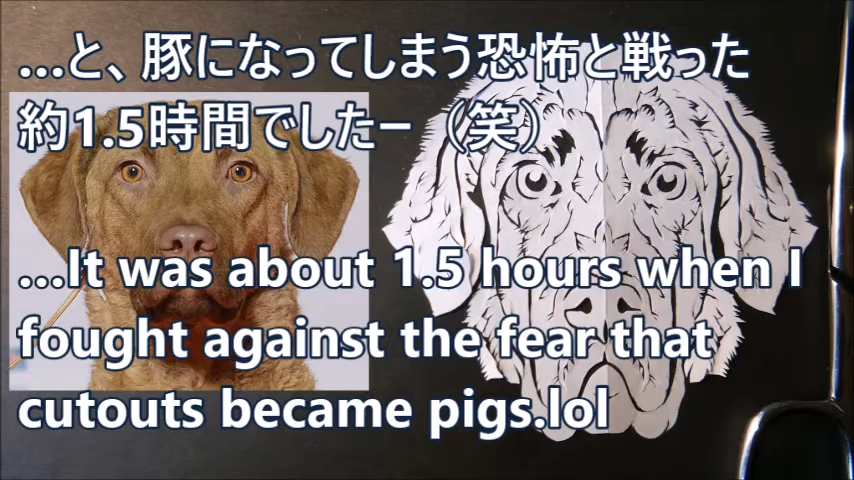 …と、豚になってしまう恐怖と戦った
約1.5時間でしたー （笑）
...It was about 1.5 hours when I
fought against the fear that
cutouts became pigs.lol